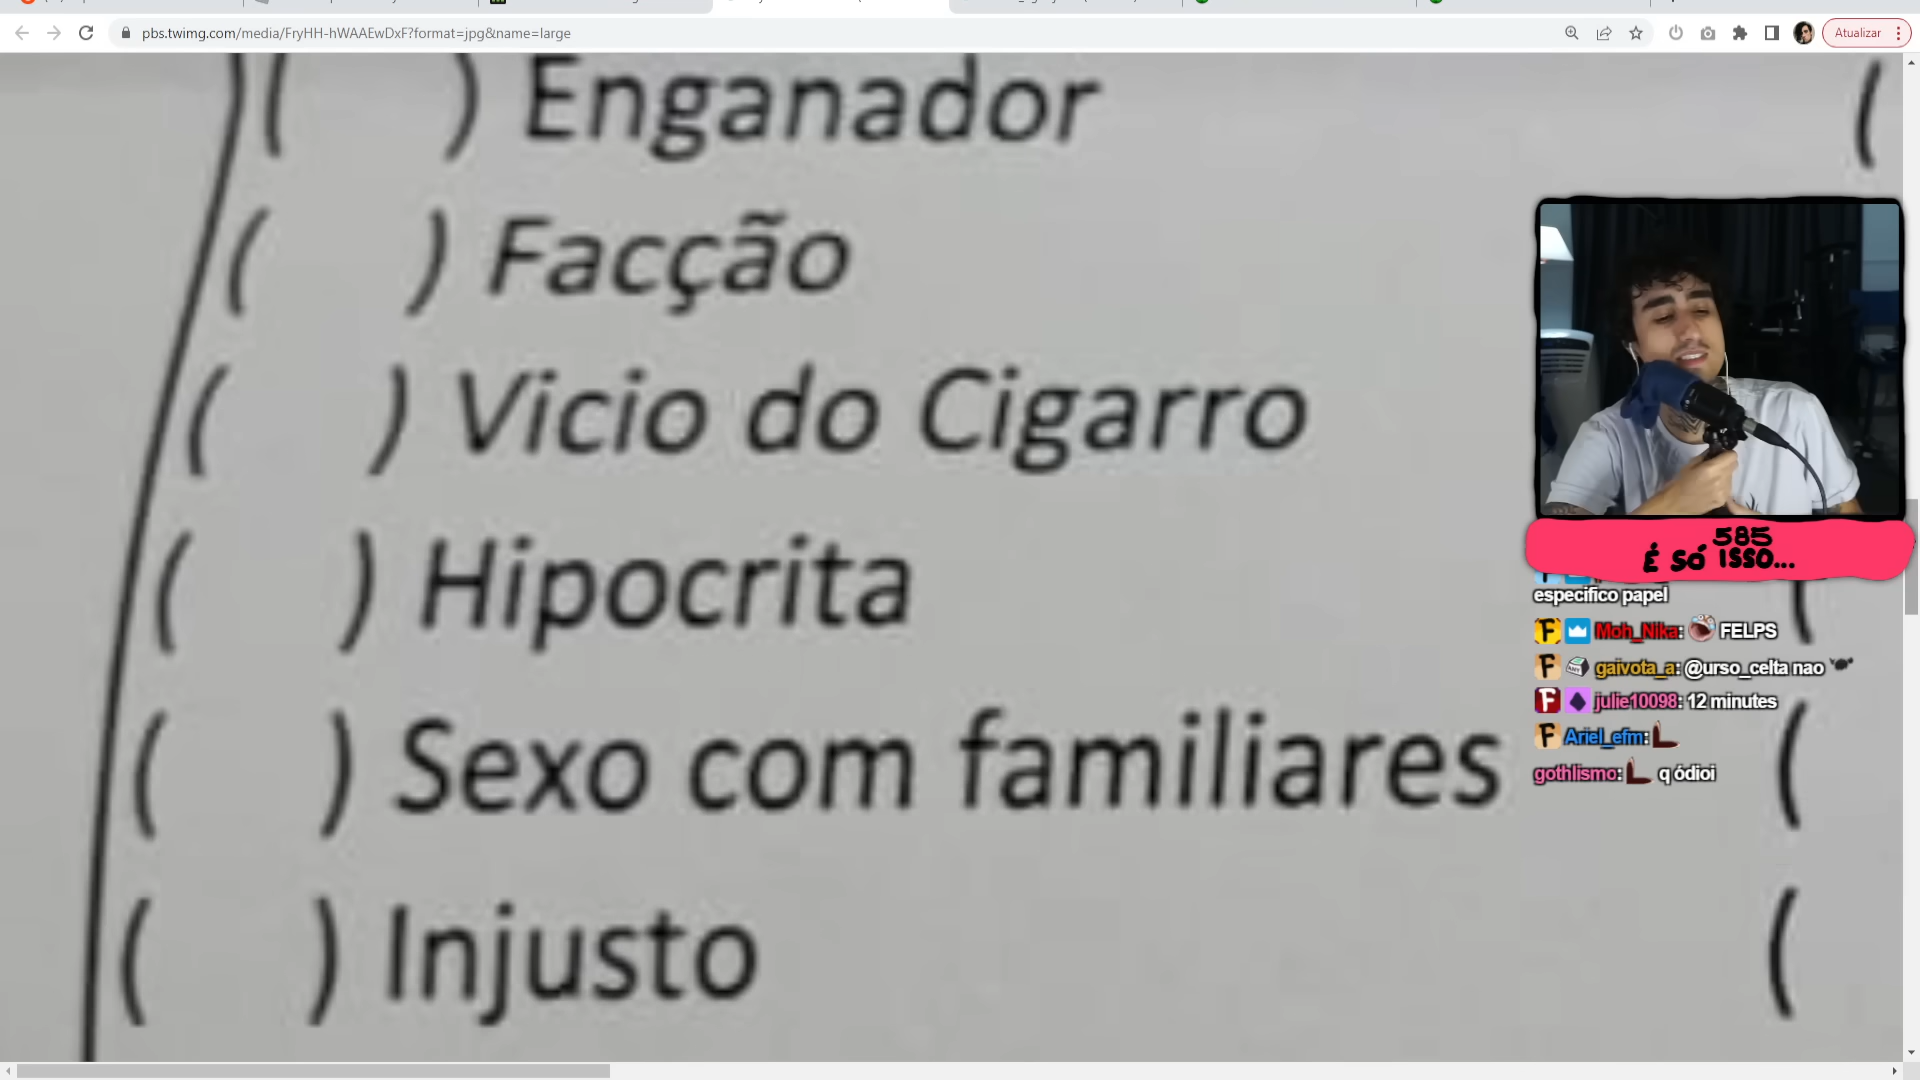 pbs.twimg.com/media/FryHH-hWAAEwDxF?format=jpg&name=large
Atualizar
( ) Enganador (
( ) Facção
( ) Vicio do Cigarro
( ) Hipocrita (
( ) Sexo com familiares (
( ) Injusto (
585
É SÓ ISSO...
especifico papel
Moh_Nika: FELPS
gaivota_a: @urso_celta nao
julie10098: 12 minutes
Ariel_efm:
gothlismo: q ódioi